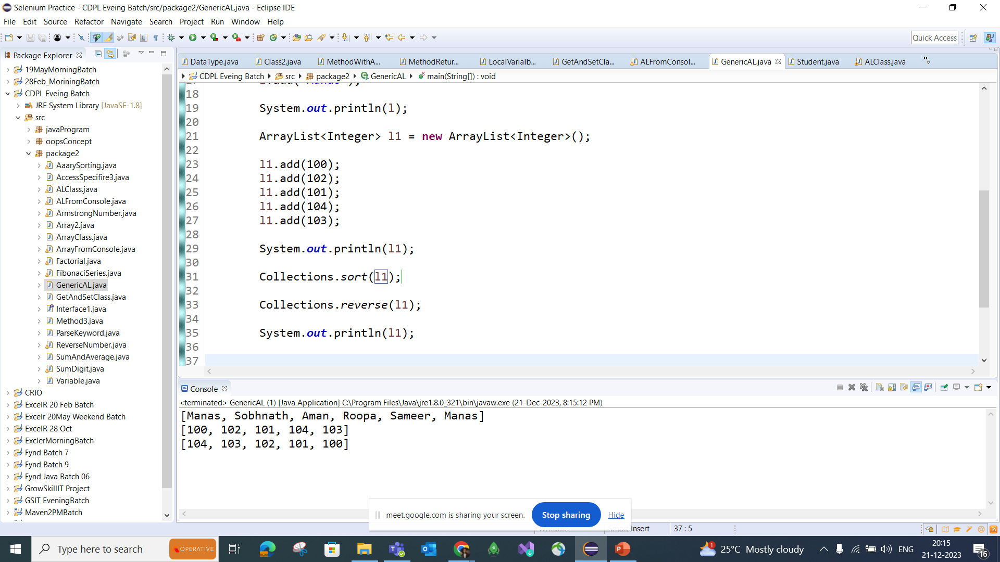 Selenium Practice - CDPL Eveing Batch/src/package2/GenericAL.java - Eclipse IDE
File Edit Source Refactor Navigate Search Project Run Window Help
Quick Access
Package Explorer
19MayMorningBatch
28Feb_MoriningBatch
CDPL Eveing Batch
JRE System Library [JavaSE-1.8]
src
javaProgram
oopsConcept
package2
AaarySorting.java
AccessSpecifire3.java
ALClass.java
ALFromConsole.java
ArmstrongNumber.java
Array2.java
ArrayClass.java
ArrayFromConsole.java
Factorial.java
FibonaciSeries.java
GenericAL.java
GetAndSetClass.java
Interface1.java
Method3.java
ParseKeyword.java
ReverseNumber.java
SumAndAverage.java
SumDigit.java
Variable.java
CRIO
ExcelR 20 Feb Batch
Excelr 20May Weekend Batch
ExcelR 28 Oct
ExclerMorningBatch
Fynd Batch 7
Fynd Batch 9
Fynd Java Batch 06
GrowSkillIT Project
GSIT EveningBatch
Maven2PMBatch
DataType.java Class2.java MethodWithA... MethodRetur... LocalVarialb... GetAndSetCla... ALFromConsol... GenericAL.java Student.java ALClass.java »6
CDPL Eveing Batch src package2 GenericAL main(String[]) : void
18
19 System.out.println(l);
20
21 ArrayList<Integer> l1 = new ArrayList<Integer>();
22
23 l1.add(100);
24 l1.add(102);
25 l1.add(101);
26 l1.add(104);
27 l1.add(103);
28
29 System.out.println(l1);
30
31 Collections.sort(l1);
32
33 Collections.reverse(l1);
34
35 System.out.println(l1);
36
37
Console
<terminated> GenericAL (1) [Java Application] C:\Program Files\Java\jre1.8.0_321\bin\javaw.exe (21-Dec-2023, 8:15:12 PM)
[Manas, Sobhnath, Aman, Roopa, Sameer, Manas]
[100, 102, 101, 104, 103]
[104, 103, 102, 101, 100]
meet.google.com is sharing your screen. Stop sharing Hide
Insert 37 : 5
Type here to search
OPERATIVE
25°C Mostly cloudy
ENG
20:15
21-12-2023
16
1